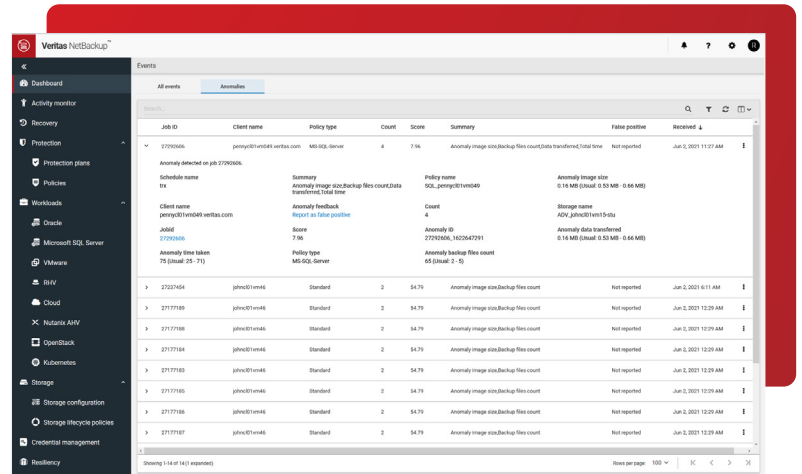 Veritas NetBackup™
?
R
«
Events
Dashboard
Activity monitor
Recovery
Protection
Protection plans
Policies
Workloads
Oracle
Microsoft SQL Server
VMware
RHV
Cloud
Nutanix AHV
OpenStack
Kubernetes
Storage
Storage configuration
Storage lifecycle policies
Credential management
Resiliency
All events Anomalies
Search...
Job ID Client name Policy type Count Score Summary False positive Received ↓
27292606 pennycl01vm049.veritas.com MS-SQL-Server 4 7.96 Anomaly image size,Backup files count,Data transferred,Total time Not reported Jun 2, 2021 11:27 AM
Anomaly detected on job 27292606.
Schedule name Summary Policy name Anomaly image size
trx Anomaly image size,Backup files count,Data transferred,Total time SQL_pennycl01vm049 0.16 MB (Usual: 0.53 MB - 0.66 MB)
Client name Anomaly feedback Count Storage name
pennycl01vm049.veritas.com Report as false positive 4 ADV_johncl01vm15-stu
Jobid Score Anomaly ID Anomaly data transferred
27292606 7.96 27292606_1622647291 0.16 MB (Usual: 0.53 MB - 0.66 MB)
Anomaly time taken Policy type Anomaly backup files count
75 (Usual: 25 - 71) MS-SQL-Server 65 (Usual: 2 - 5)
27237454 johncl01vm46 Standard 2 54.79 Anomaly image size,Backup files count Not reported Jun 2, 2021 6:11 AM
27177189 johncl01vm46 Standard 2 54.79 Anomaly image size,Backup files count Not reported Jun 2, 2021 12:29 AM
27177188 johncl01vm46 Standard 2 54.79 Anomaly image size,Backup files count Not reported Jun 2, 2021 12:29 AM
27177184 johncl01vm46 Standard 2 54.79 Anomaly image size,Backup files count Not reported Jun 2, 2021 12:29 AM
27177183 johncl01vm46 Standard 2 54.79 Anomaly image size,Backup files count Not reported Jun 2, 2021 12:29 AM
27177185 johncl01vm46 Standard 2 54.79 Anomaly image size,Backup files count Not reported Jun 2, 2021 12:29 AM
27177186 johncl01vm46 Standard 2 54.79 Anomaly image size,Backup files count Not reported Jun 2, 2021 12:29 AM
27177187 johncl01vm46 Standard 2 54.79 Anomaly image size,Backup files count Not reported Jun 2, 2021 12:29 AM
Showing 1-14 of 14 (1 expanded) Rows per page: 100